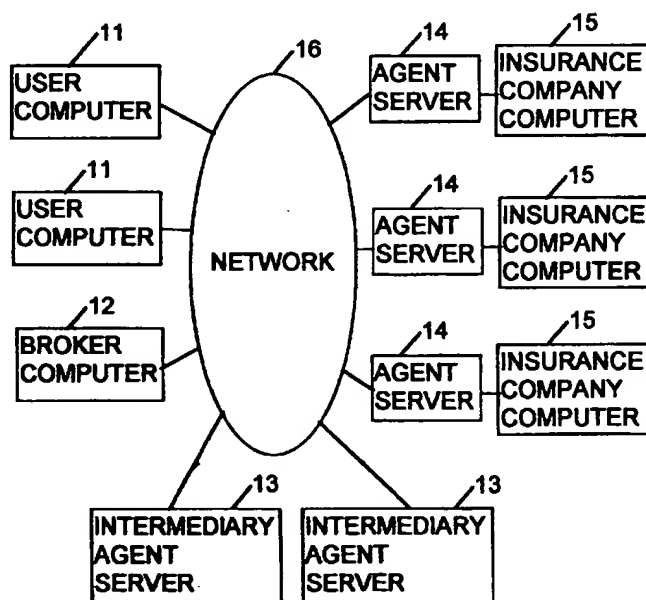 11
USER
COMPUTER
11
USER
COMPUTER
12
BROKER
COMPUTER
16
NETWORK
14
AGENT
SERVER
15
INSURANCE
COMPANY
COMPUTER
14
AGENT
SERVER
15
INSURANCE
COMPANY
COMPUTER
14
AGENT
SERVER
15
INSURANCE
COMPANY
COMPUTER
13
INTERMEDIARY
AGENT
SERVER
13
INTERMEDIARY
AGENT
SERVER